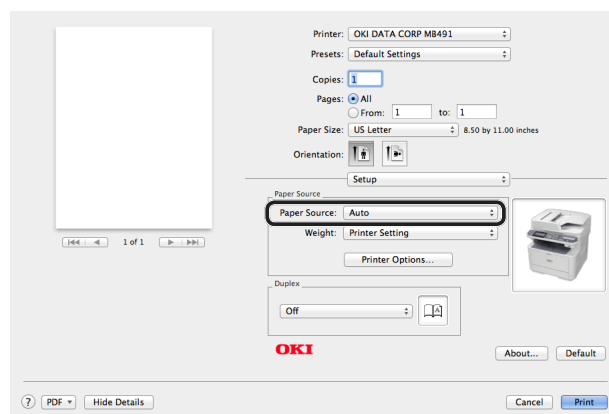 Printer: OKI DATA CORP MB491
Presets: Default Settings
Copies: 1
Pages: All
From: 1 to: 1
Paper Size: US Letter 8.50 by 11.00 inches
Orientation:
Setup
Paper Source
Paper Source: Auto
Weight: Printer Setting
Printer Options...
1 of 1
Duplex
Off
A
OKI
About... Default
? PDF Hide Details Cancel Print